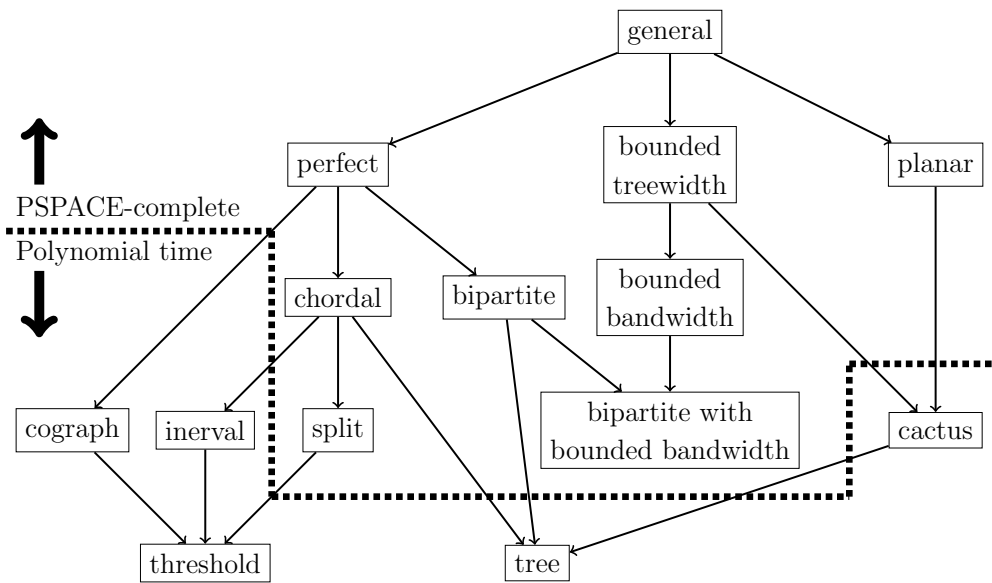 general
bounded
treewidth
perfect
planar
PSPACE-complete
Polynomial time
chordal
bipartite
bounded
bandwidth
cograph
inerval
split
bipartite with
bounded bandwidth
cactus
threshold
tree